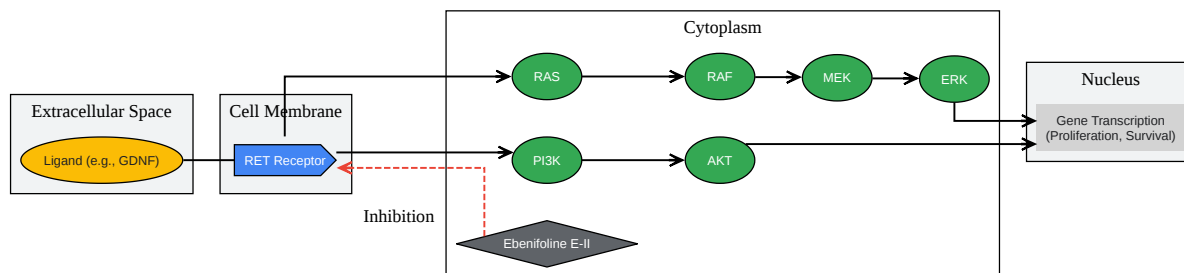 Cytoplasm
RAS
RAF
MEK
ERK
Nucleus
Extracellular Space
Cell Membrane
Gene Transcription
(Proliferation, Survival)
Ligand (e.g., GDNF)
RET Receptor
PI3K
AKT
Inhibition
Ebenifoline E-II